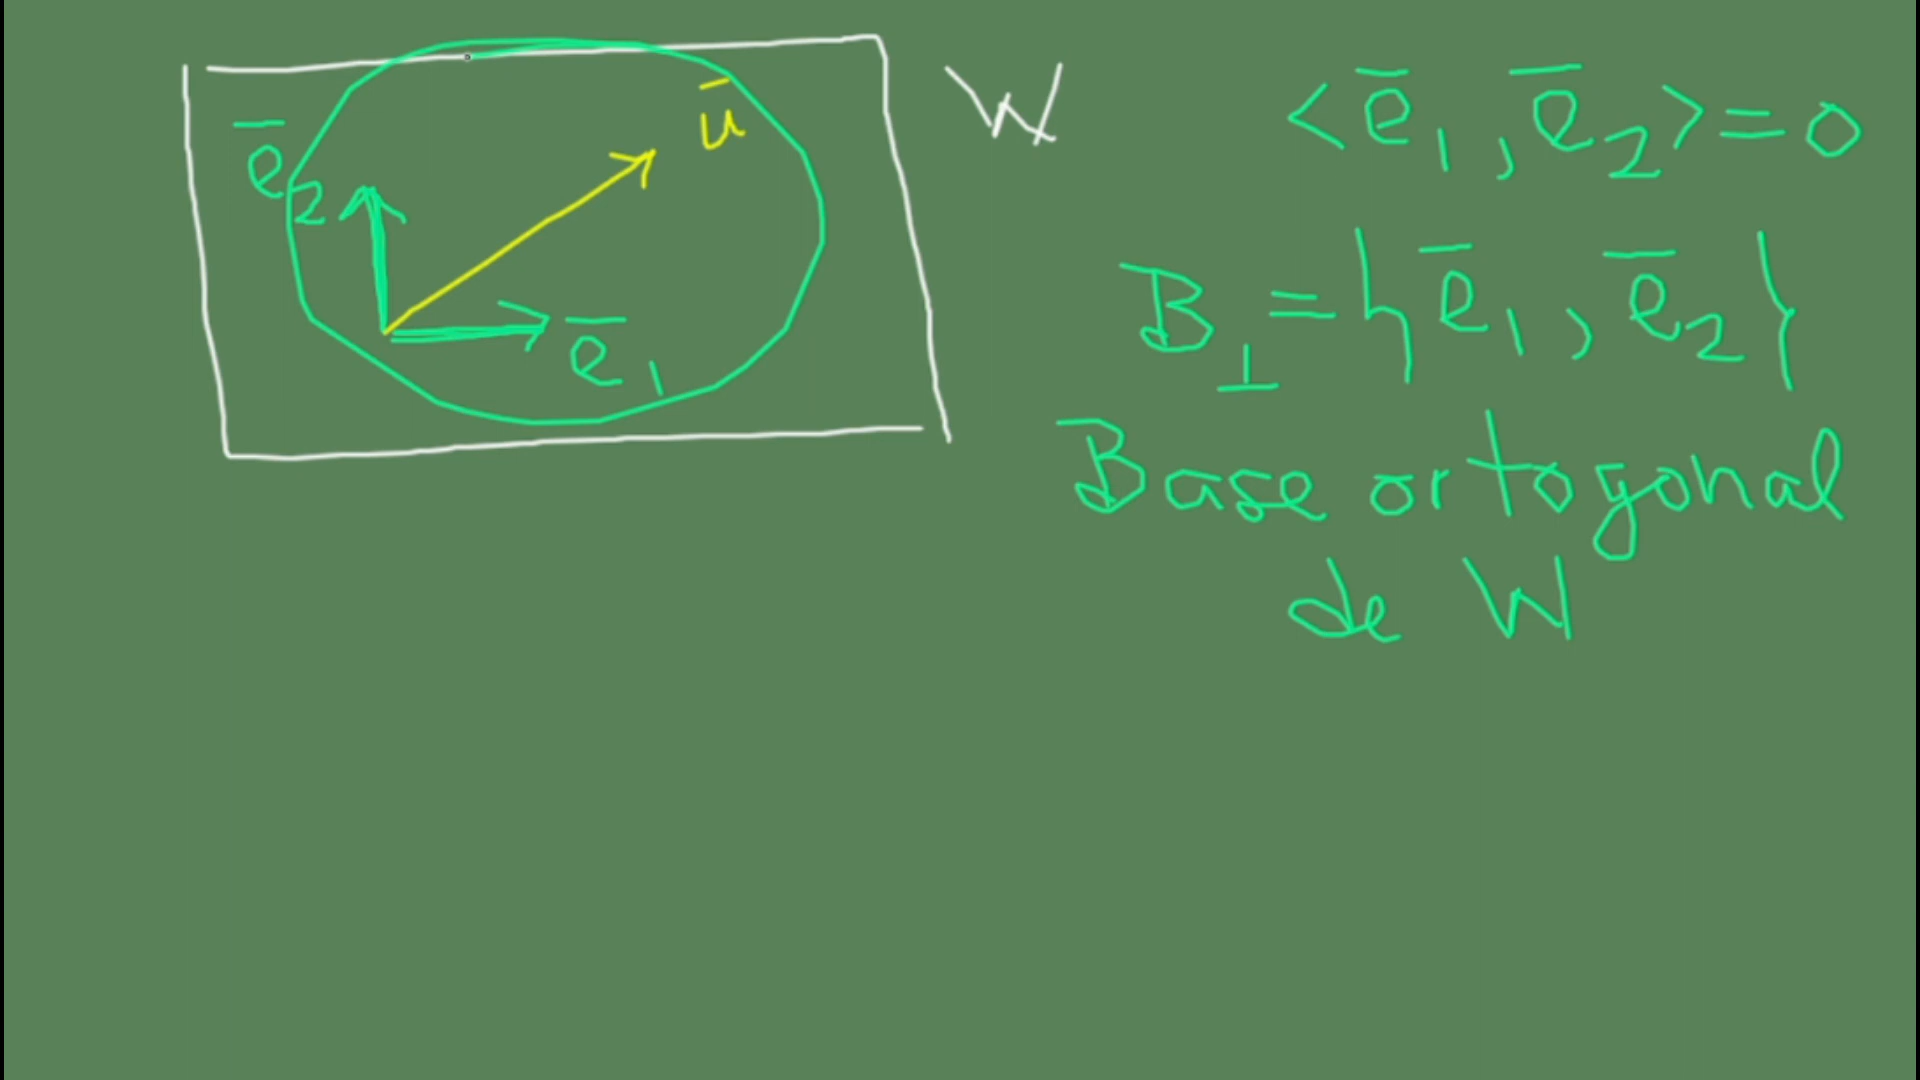 ū
W
ē₂
ē₁
<ē₁, ē₂> = 0
B⊥ = {ē₁, ē₂}
Base ortogonal
de W